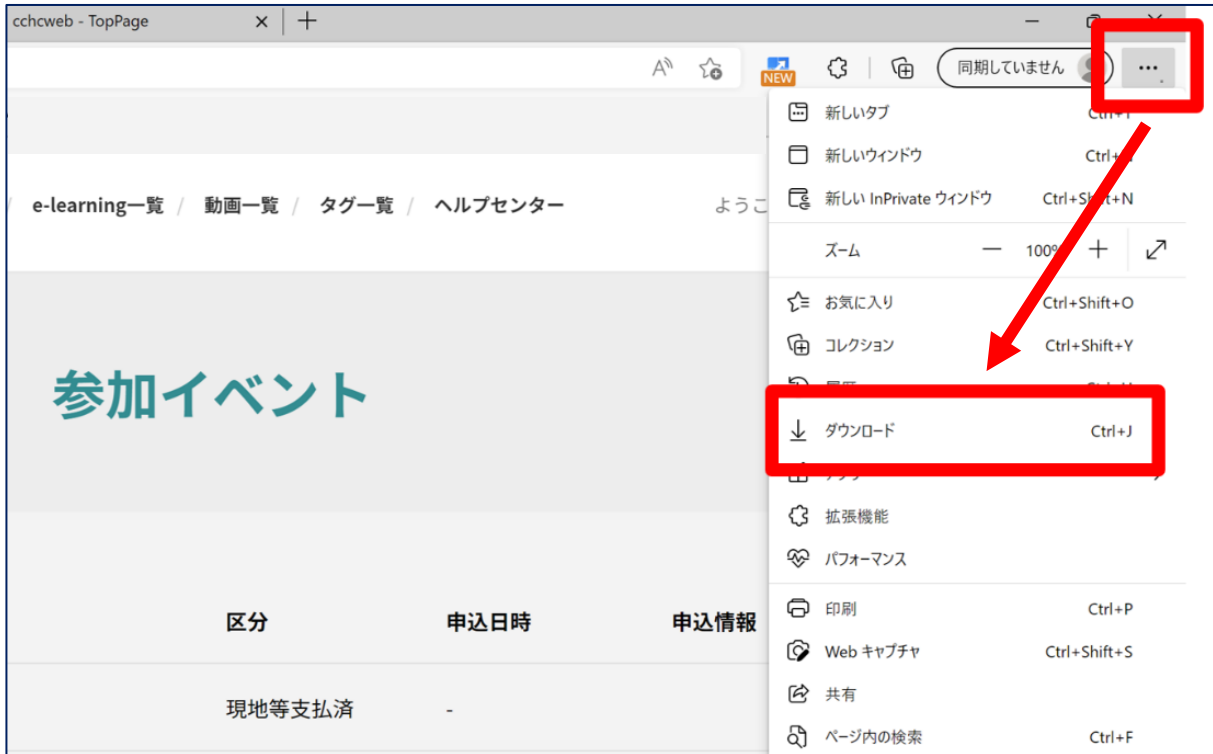 cchcweb - TopPage
NEW
同期していません
新しいタブ
新しいウィンドウ
新しい InPrivate ウィンドウ Ctrl+Shift+N
ズーム 100%
お気に入り Ctrl+Shift+O
コレクション Ctrl+Shift+Y
ダウンロード Ctrl+J
拡張機能
パフォーマンス
印刷 Ctrl+P
Web キャプチャ Ctrl+Shift+S
共有
ページ内の検索 Ctrl+F
/ e-learning一覧 / 動画一覧 / タグ一覧 / ヘルプセンター ようこ
参加イベント
区分 申込日時 申込情報
現地等支払済 -